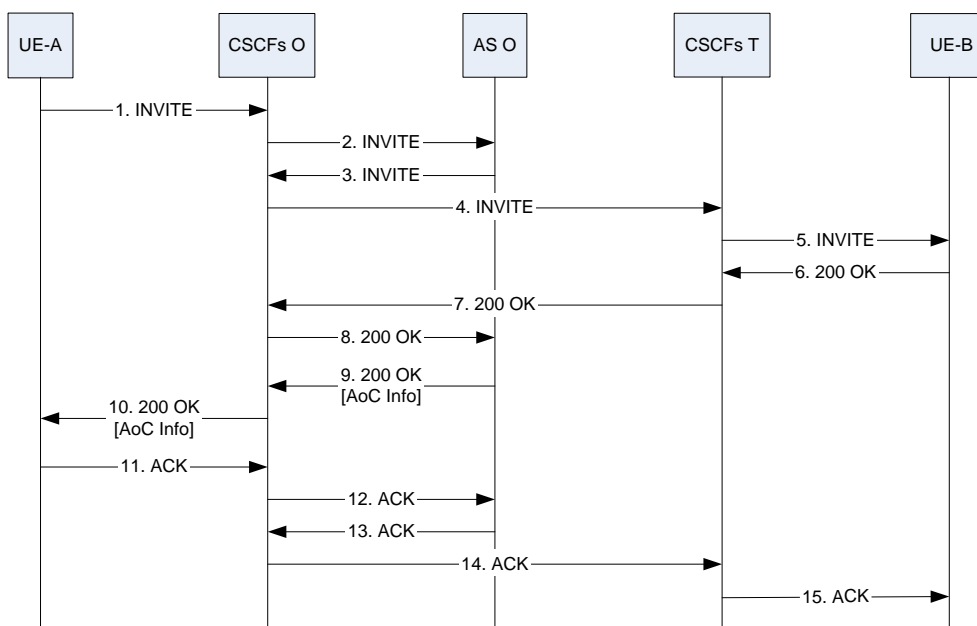 UE-A
CSCFs O
AS O
CSCFs T
UE-B
1. INVITE
2. INVITE
3. INVITE
4. INVITE
5. INVITE
6. 200 OK
7. 200 OK
8. 200 OK
9. 200 OK
[AoC Info]
10. 200 OK
[AoC Info]
11. ACK
12. ACK
13. ACK
14. ACK
15. ACK